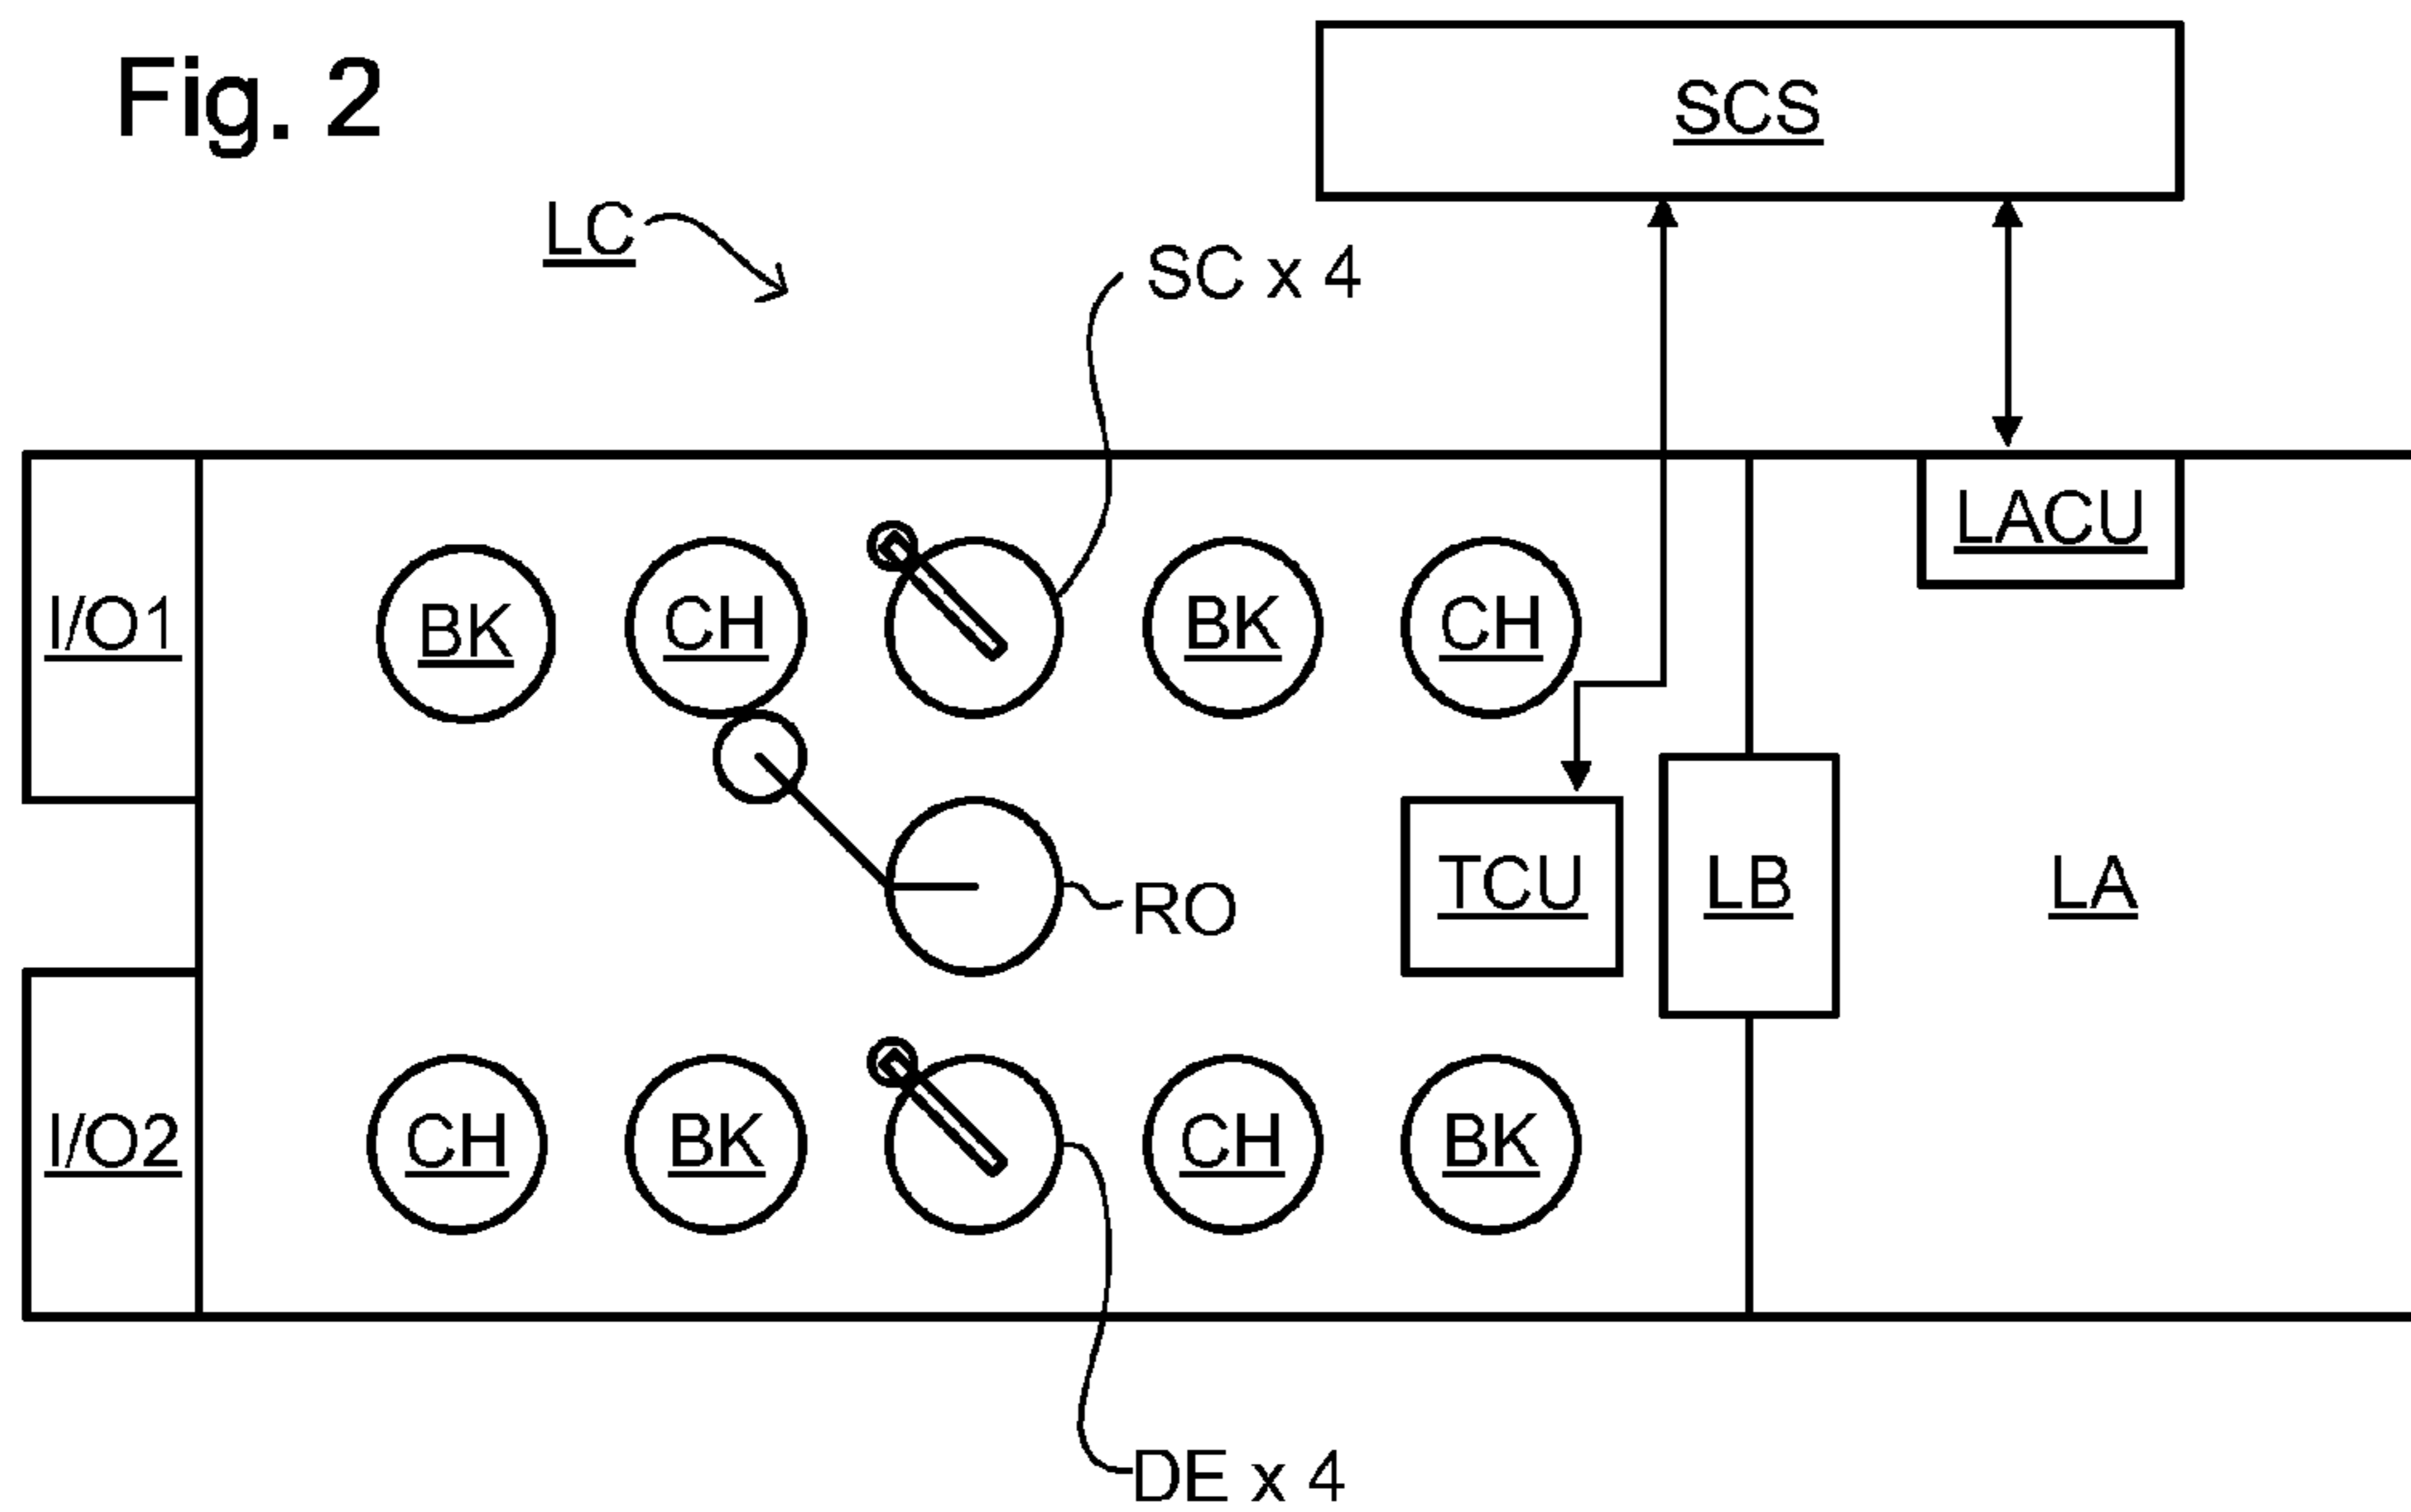 Fig. 2
SCS
LC
SC x 4
LACU
I/O1
BK
CH
BK
CH
TCU
LB
LA
RO
I/O2
CH
BK
CH
BK
DE x 4